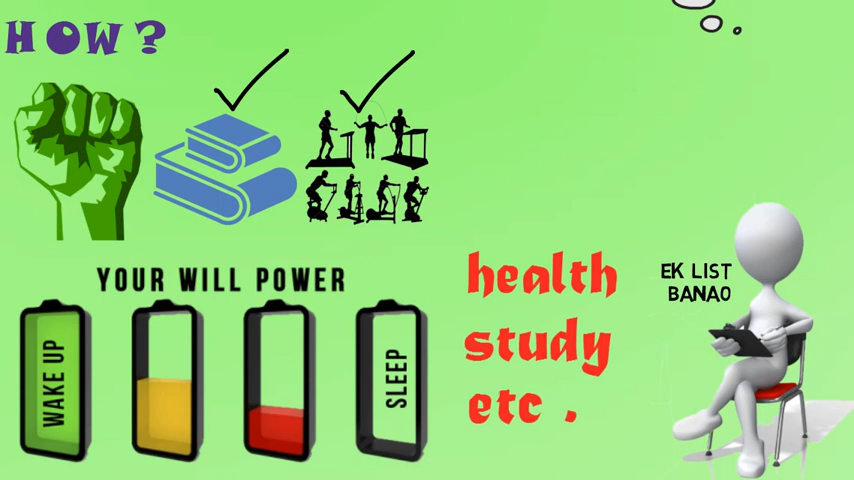 HOW?
YOUR WILL POWER
WAKE UP
SLEEP
health
study
etc .
EK LIST
BANAO